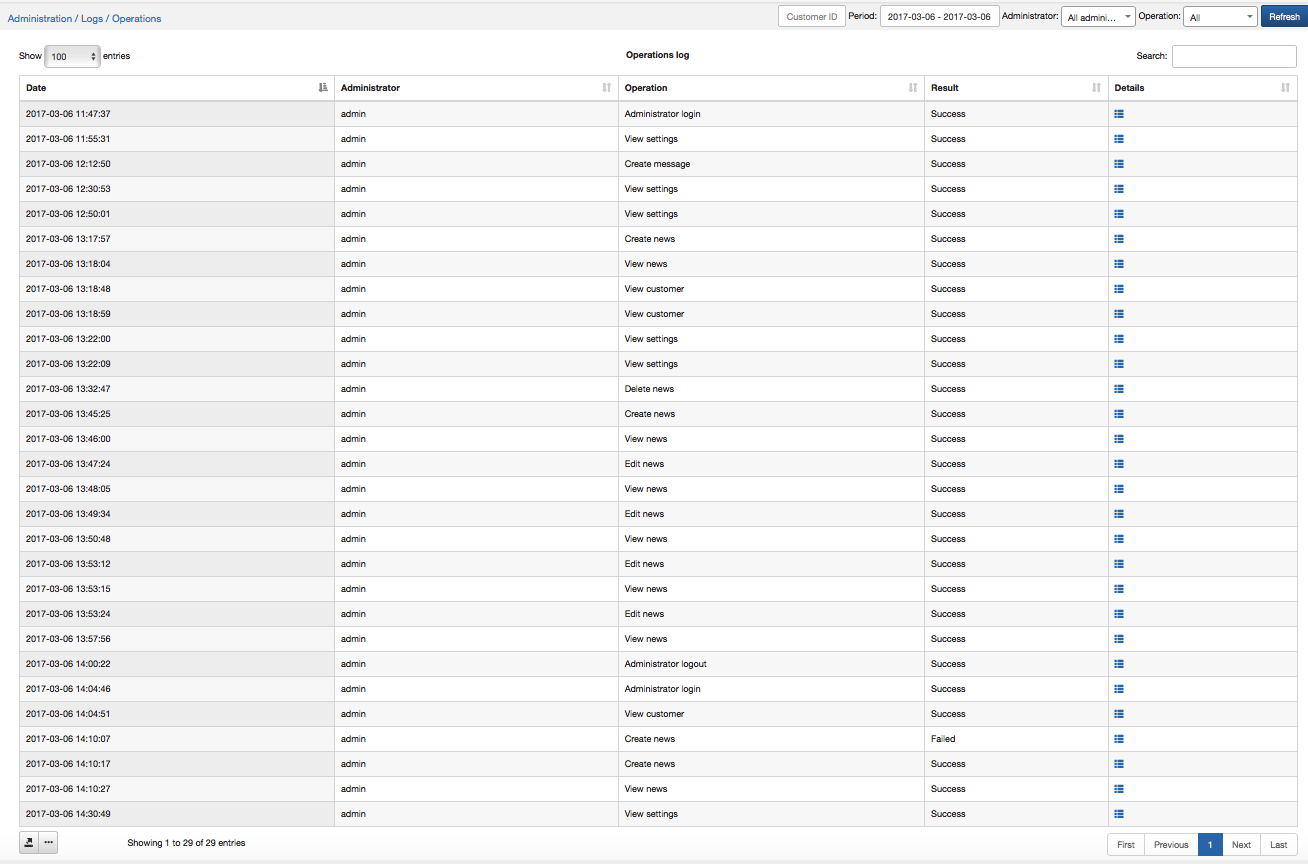 Administration / Logs / Operations Customer ID Period: 2017-03-06 - 2017-03-06 Administrator: All admini... Operation: All Refresh
Show 100 entries Operations log Search:
Date Administrator Operation Result Details
2017-03-06 11:47:37 admin Administrator login Success
2017-03-06 11:55:31 admin View settings Success
2017-03-06 12:12:50 admin Create message Success
2017-03-06 12:30:53 admin View settings Success
2017-03-06 12:50:01 admin View settings Success
2017-03-06 13:17:57 admin Create news Success
2017-03-06 13:18:04 admin View news Success
2017-03-06 13:18:48 admin View customer Success
2017-03-06 13:18:59 admin View customer Success
2017-03-06 13:22:00 admin View settings Success
2017-03-06 13:22:09 admin View settings Success
2017-03-06 13:32:47 admin Delete news Success
2017-03-06 13:45:25 admin Create news Success
2017-03-06 13:46:00 admin View news Success
2017-03-06 13:47:24 admin Edit news Success
2017-03-06 13:48:05 admin View news Success
2017-03-06 13:49:34 admin Edit news Success
2017-03-06 13:50:48 admin View news Success
2017-03-06 13:53:12 admin Edit news Success
2017-03-06 13:53:15 admin View news Success
2017-03-06 13:53:24 admin Edit news Success
2017-03-06 13:57:56 admin View news Success
2017-03-06 14:00:22 admin Administrator logout Success
2017-03-06 14:04:46 admin Administrator login Success
2017-03-06 14:04:51 admin View customer Success
2017-03-06 14:10:07 admin Create news Failed
2017-03-06 14:10:17 admin Create news Success
2017-03-06 14:10:27 admin View news Success
2017-03-06 14:30:49 admin View settings Success
Showing 1 to 29 of 29 entries First Previous 1 Next Last